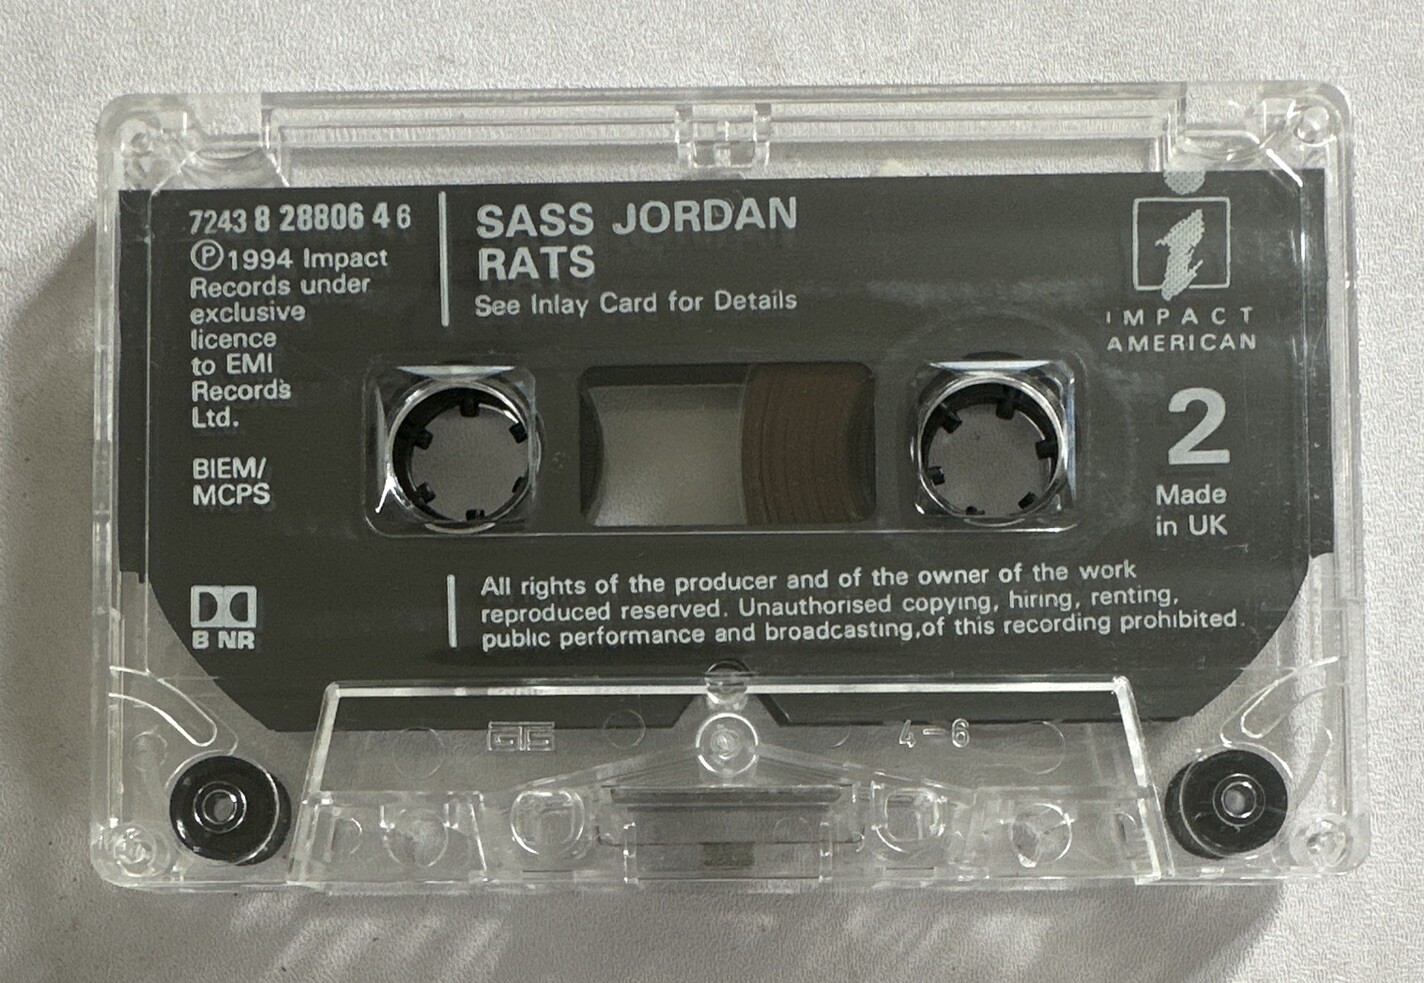 7243 8 28806 4 6
Ⓟ1994 Impact
Records under
exclusive
licence
to EMI
Records
Ltd.
BIEM/
MCPS
B NR
SASS JORDAN
RATS
See Inlay Card for Details
i
IMPACT
AMERICAN
2
Made
in UK
All rights of the producer and of the owner of the work
reproduced reserved. Unauthorised copying, hiring, renting,
public performance and broadcasting,of this recording prohibited.
4-6